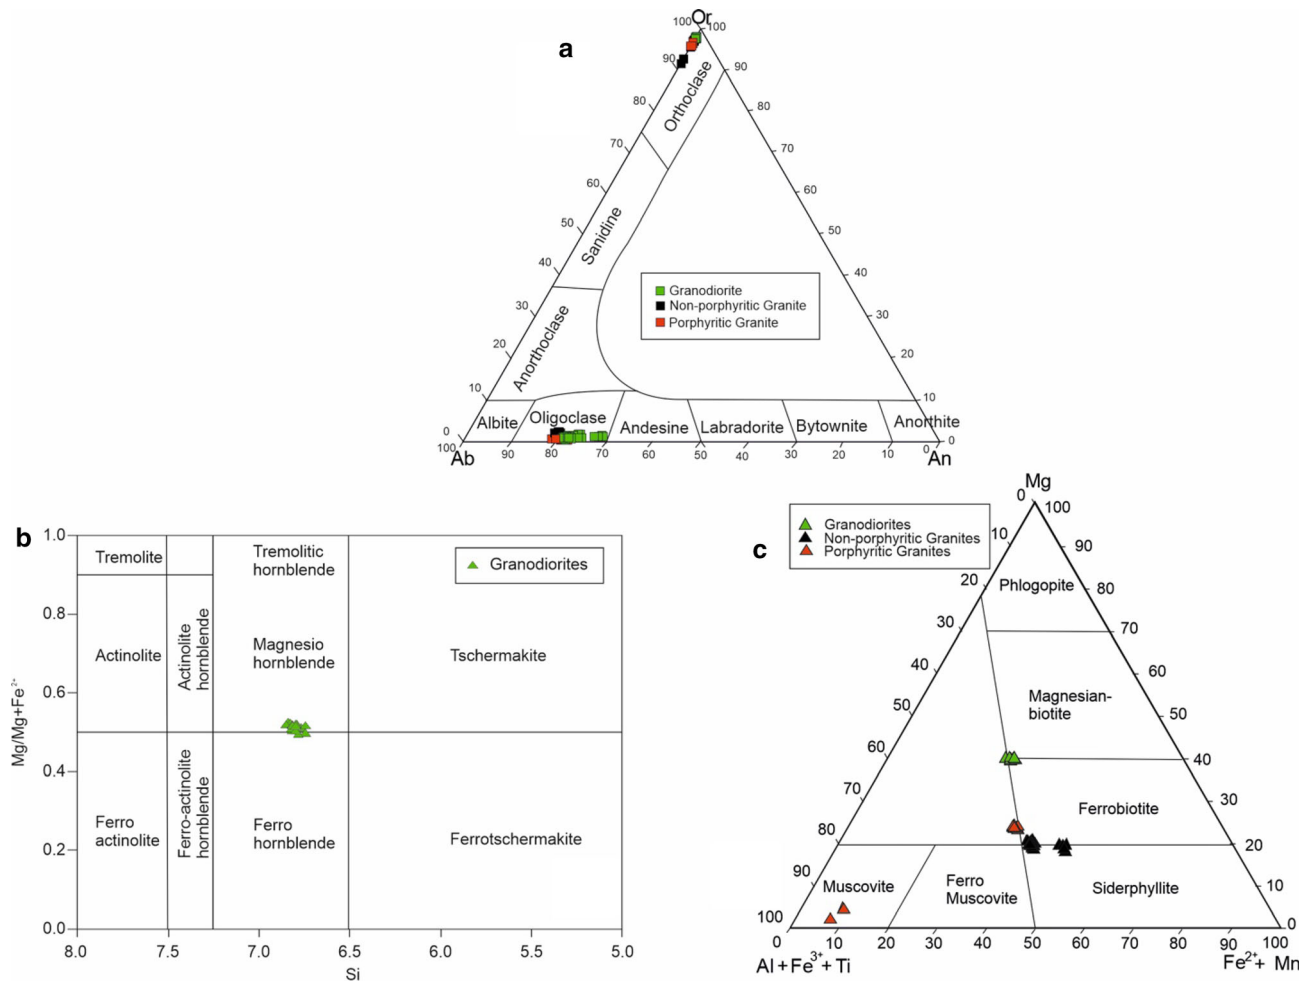 a
Or
100
100
90
90
80
80
70
70
60
60
50
50
40
40
30
30
20
20
10
10
0
0
Orthoclase
Sanidine
Anorthoclase
Granodiorite
Non-porphyritic Granite
Porphyritic Granite
Albite
Oligoclase
Andesine
Labradorite
Bytownite
Anorthite
100 90 80 70 60 50 40 30 20 10 0
Ab
An
b
1.0
0.8
0.6
0.4
0.2
0.0
Mg/Mg+Fe²⁺
Tremolite
Tremolitic
hornblende
Granodiorites
Actinolite
Actinolite
hornblende
Magnesio
hornblende
Tschermakite
Ferro
actinolite
Ferro-actinolite
hornblende
Ferro
hornblende
Ferrotschermakite
8.0 7.5 7.0 6.5 6.0 5.5 5.0
Si
c
Granodiorites
Non-porphyritic Granites
Porphyritic Granites
Mg
0
100
10
90
20
80
30
70
40
60
50
50
60
40
70
30
80
20
90
10
100
0
Phlogopite
Magnesian-
biotite
Ferrobiotite
Muscovite
Ferro
Muscovite
Siderphyllite
0 10 20 30 40 50 60 70 80 90 100
Al+Fe³⁺+Ti
Fe²⁺+ Mn